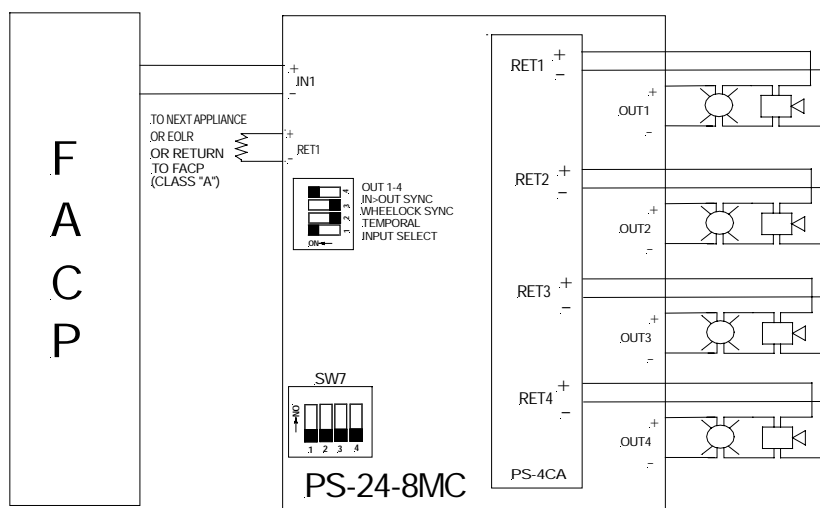 F
A
C
P
+
IN1
-
TO NEXT APPLIANCE
OR EOLR
OR RETURN
TO FACP
(CLASS "A")
+
RET1
-
OUT 1-4
IN>OUT SYNC
WHEELOCK SYNC
TEMPORAL
INPUT SELECT
4
3
2
1
ON
SW7
ON
1 2 3 4
PS-24-8MC
RET1 +
-
RET2 +
-
RET3 +
-
RET4 +
-
PS-4CA
+
OUT1
-
+
OUT2
-
+
OUT3
-
+
OUT4
-